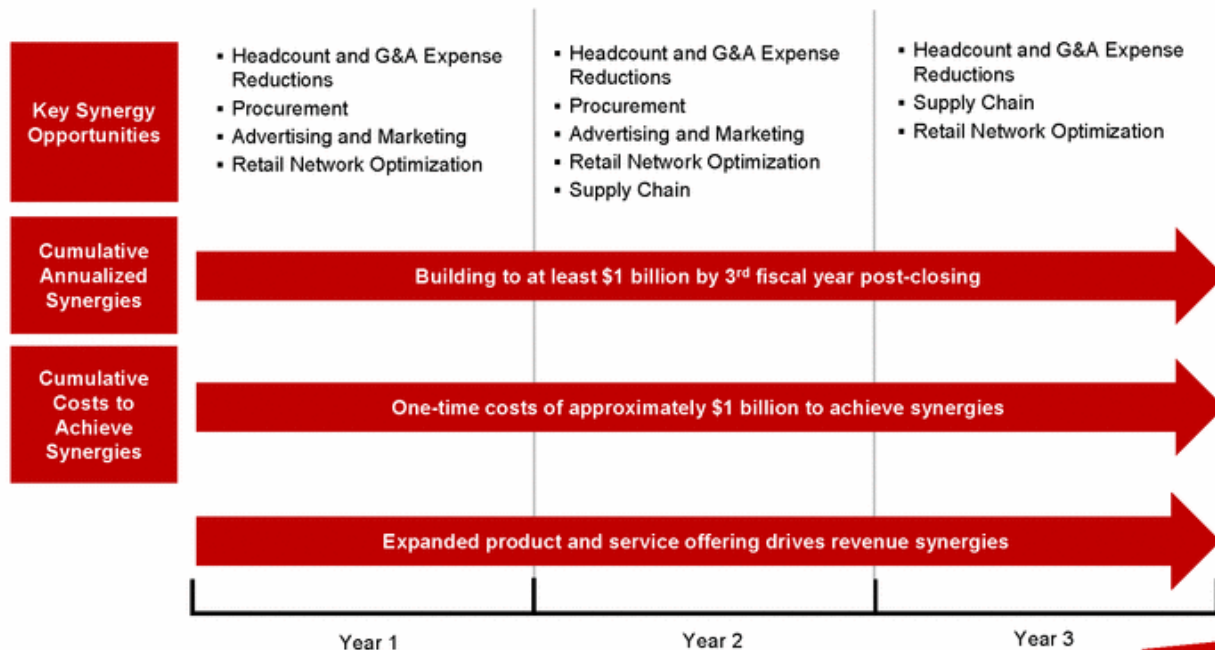 Key Synergy
Opportunities
▪ Headcount and G&A Expense
Reductions
▪ Procurement
▪ Advertising and Marketing
▪ Retail Network Optimization
▪ Headcount and G&A Expense
Reductions
▪ Procurement
▪ Advertising and Marketing
▪ Retail Network Optimization
▪ Supply Chain
▪ Headcount and G&A Expense
Reductions
▪ Supply Chain
▪ Retail Network Optimization
Cumulative
Annualized
Synergies
Building to at least $1 billion by 3rd fiscal year post-closing
Cumulative
Costs to
Achieve
Synergies
One-time costs of approximately $1 billion to achieve synergies
Expanded product and service offering drives revenue synergies
Year 1
Year 2
Year 3